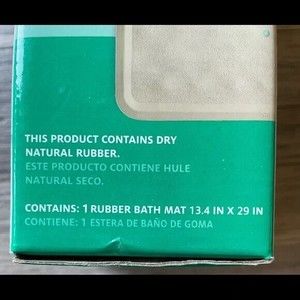 THIS PRODUCT CONTAINS DRY
NATURAL RUBBER.
ESTE PRODUCTO CONTIENE HULE
NATURAL SECO.
CONTAINS: 1 RUBBER BATH MAT 13.4 IN X 29 IN
CONTIENE: 1 ESTERA DE BAÑO DE GOMA